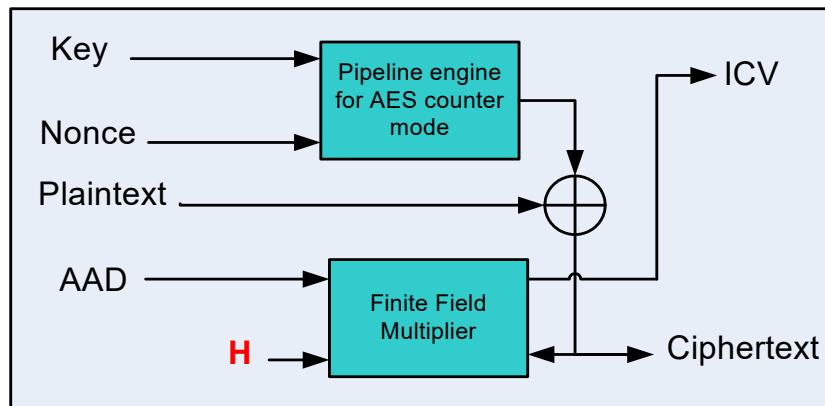 Key
Pipeline engine
for AES counter
mode
ICV
Nonce
Plaintext
AAD
Finite Field
Multiplier
H
Ciphertext